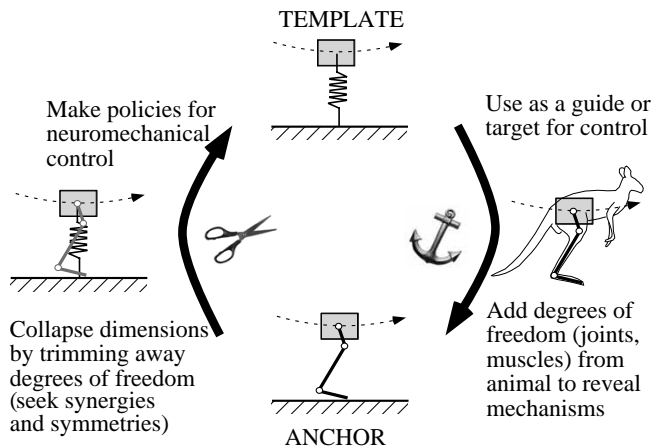 TEMPLATE
Make policies for
neuromechanical
control
Use as a guide or
target for control
Collapse dimensions
by trimming away
degrees of freedom
(seek synergies
and symmetries)
Add degrees of
freedom (joints,
muscles) from
animal to reveal
mechanisms
ANCHOR